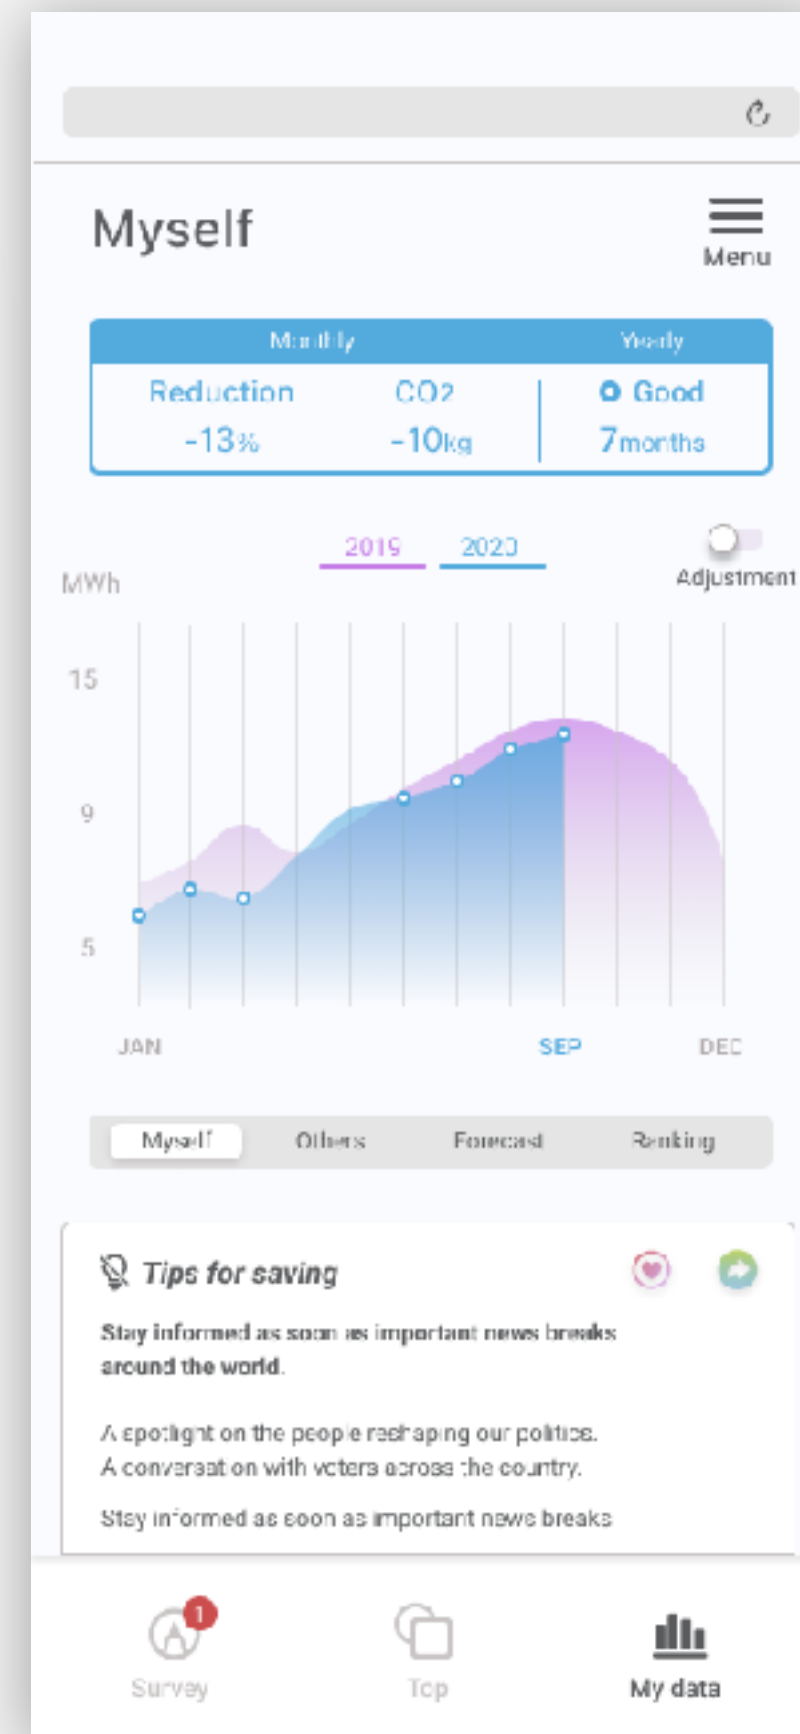 Myself
Menu
Monthly Yearly
Reduction CO2 Good
-13% -10kg 7months
2019 2020
Adjustment
MWh
15
9
5
JAN SEP DEC
Myself Others Forecast Ranking
Tips for saving
Stay informed as soon as important news breaks
around the world.
A spotlight on the people reshaping our politics.
A conversation with voters across the country.
Stay informed as soon as important news breaks
1
Survey Top My data